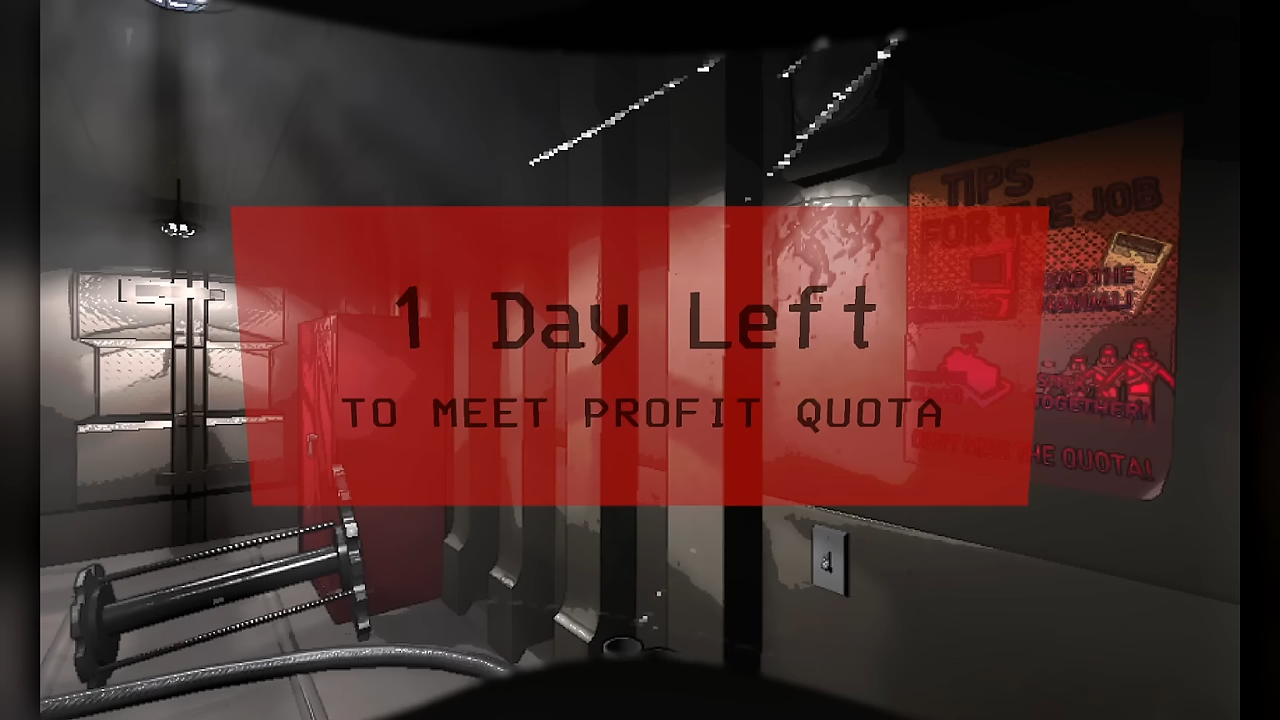 1 Day Left
TO MEET PROFIT QUOTA
TIPS
FOR THE JOB
READ THE
MANUAL!
TOGETHER!
THE QUOTA!